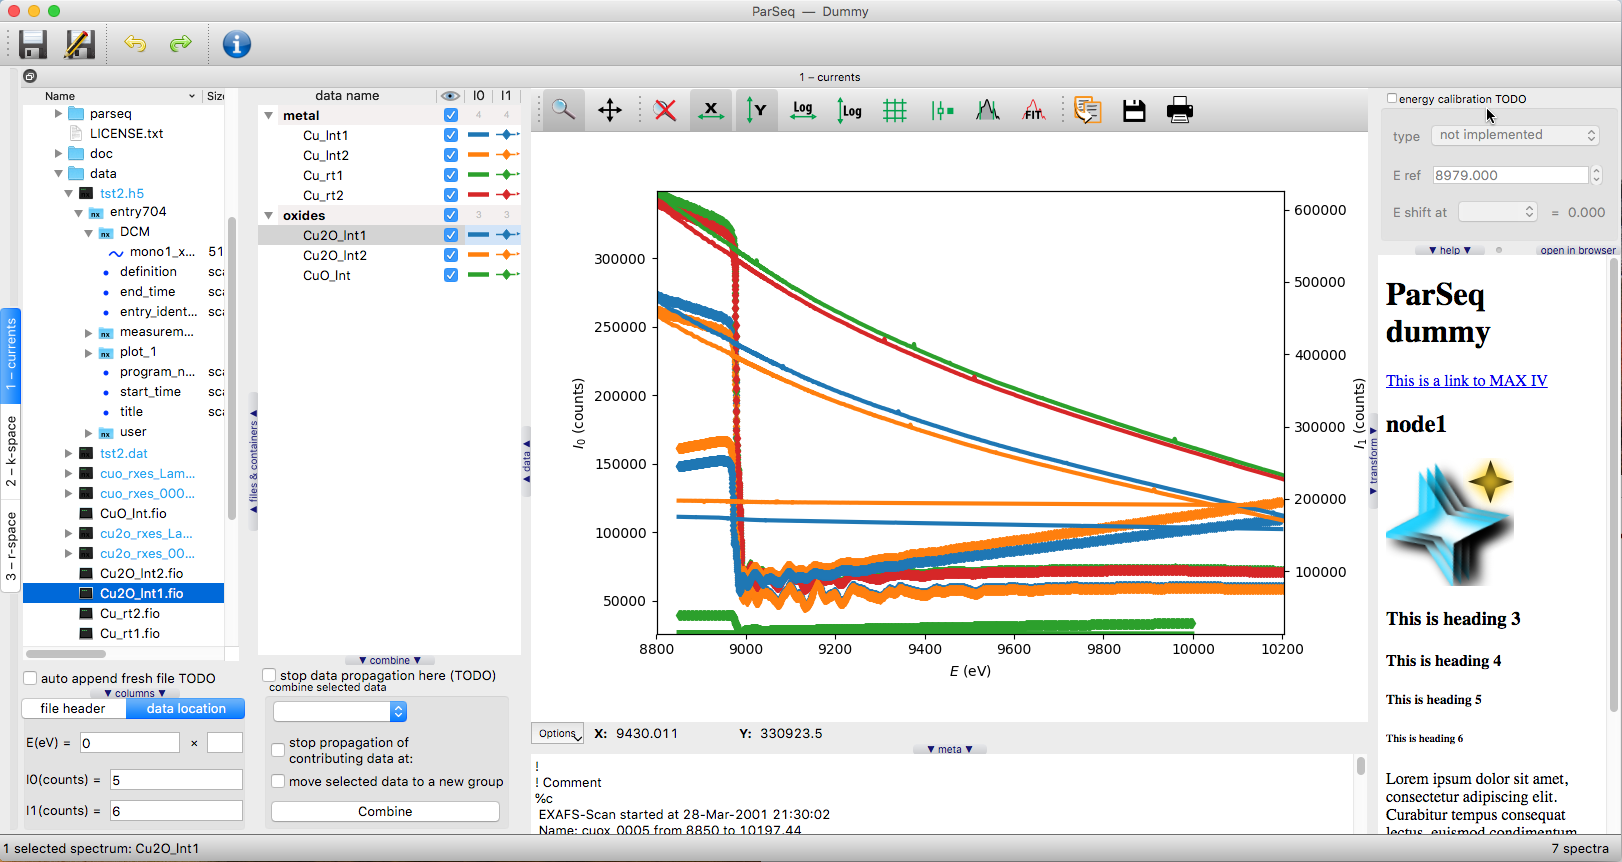 ParSeq — Dummy
1 – currents
Name
Siz
parseq
LICENSE.txt
doc
data
tst2.h5
entry704
DCM
mono1_x...
51
definition
sca
end_time
sca
entry_ident...
sca
measurem...
plot_1
program_n...
sca
start_time
sca
title
sca
user
tst2.dat
cuo_rxes_Lam...
cuo_rxes_000...
CuO_Int.fio
cu2o_rxes_La...
cu2o_rxes_00...
Cu2O_Int2.fio
Cu2O_Int1.fio
Cu_rt2.fio
Cu_rt1.fio
1 – currents
2 – k-space
3 – r-space
auto append fresh file TODO
▼ columns ▼
file header
data location
E(eV) =
0
×
I0(counts) =
5
I1(counts) =
6
files & containers
data name
I0
I1
metal
4
4
Cu_Int1
Cu_Int2
Cu_rt1
Cu_rt2
oxides
3
3
Cu2O_Int1
Cu2O_Int2
CuO_Int
▼ combine ▼
stop data propagation here (TODO)
combine selected data
stop propagation of
contributing data at:
move selected data to a new group
Combine
data
X
Y
Log
Log
FIT
I0 (counts)
300000
250000
200000
150000
100000
50000
8800
9000
9200
9400
9600
9800
10000
10200
E (eV)
600000
500000
400000
300000
200000
100000
I1 (counts)
Options
X: 9430.011
Y: 330923.5
▼ meta ▼
!
! Comment
%c
EXAFS-Scan started at 28-Mar-2001 21:30:02
Name: cuox_0005 from 8850 to 10197.44
transform
energy calibration TODO
type
not implemented
E ref
8979.000
E shift at
= 0.000
▼ help ▼
open in browser
ParSeq
dummy
This is a link to MAX IV
node1
This is heading 3
This is heading 4
This is heading 5
This is heading 6
Lorem ipsum dolor sit amet,
consectetur adipiscing elit.
Curabitur tempus consequat
lectus, euismod condimentum
1 selected spectrum: Cu2O_Int1
7 spectra